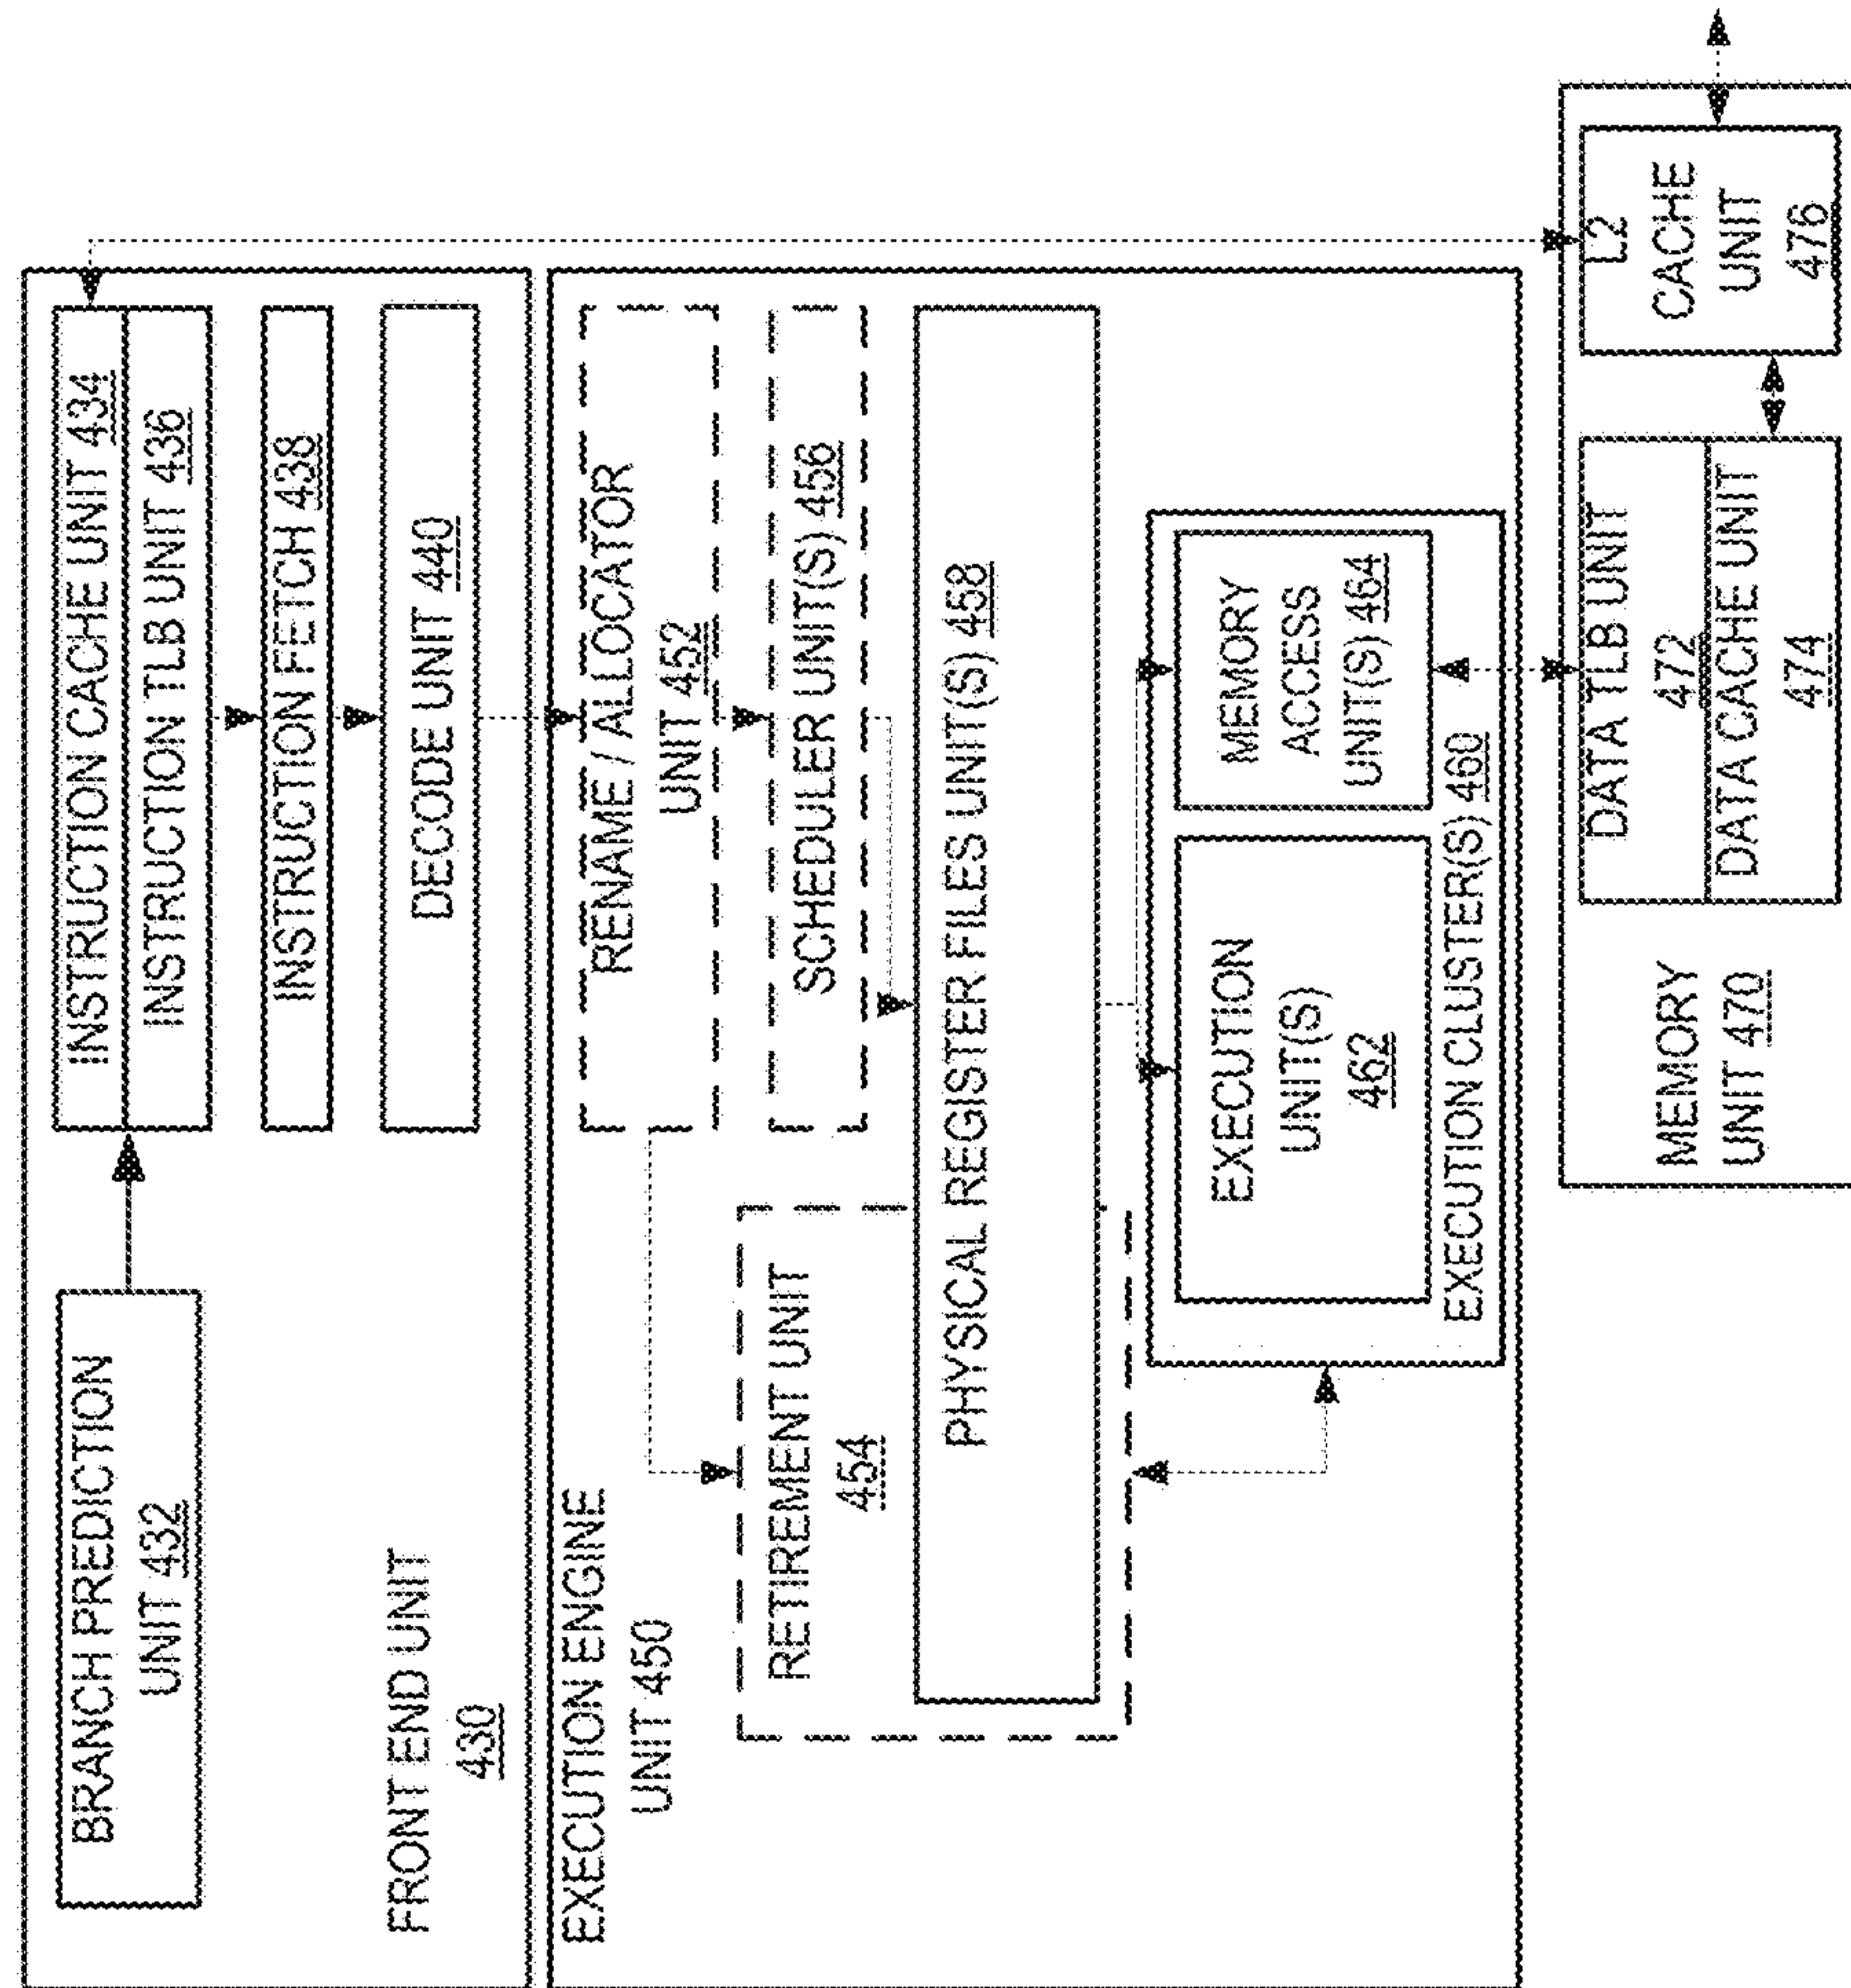 BRANCH PREDICTION
UNIT 432
INSTRUCTION CACHE UNIT 434
INSTRUCTION TLB UNIT 436
INSTRUCTION FETCH 438
DECODE UNIT 440
FRONT END UNIT
430
EXECUTION ENGINE
UNIT 450
RENAME / ALLOCATOR
UNIT 452
RETIREMENT UNIT
454
SCHEDULER UNIT(S) 456
PHYSICAL REGISTER FILES UNIT(S) 458
EXECUTION
UNIT(S)
462
MEMORY
ACCESS
UNIT(S) 464
EXECUTION CLUSTER(S) 460
MEMORY
UNIT 470
DATA TLB UNIT
472
DATA CACHE UNIT
474
L2
CACHE
UNIT
476